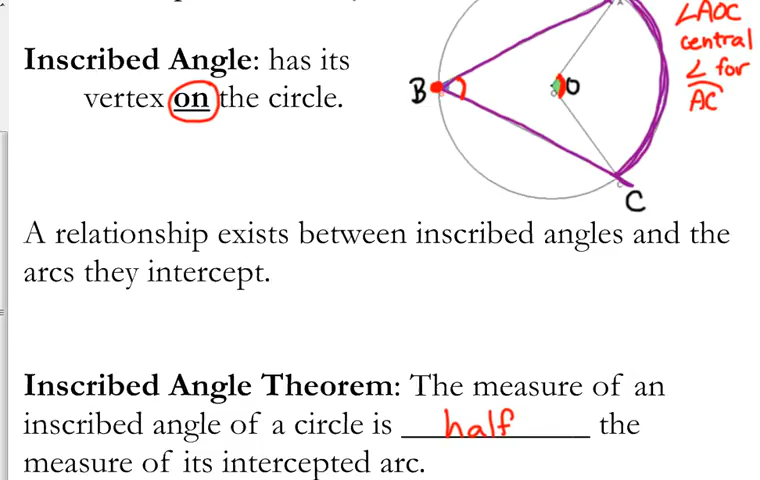 ∠AOC
central
∠ for
AC
Inscribed Angle: has its
vertex on the circle.
B
O
C
A relationship exists between inscribed angles and the
arcs they intercept.
Inscribed Angle Theorem: The measure of an
inscribed angle of a circle is half the
measure of its intercepted arc.